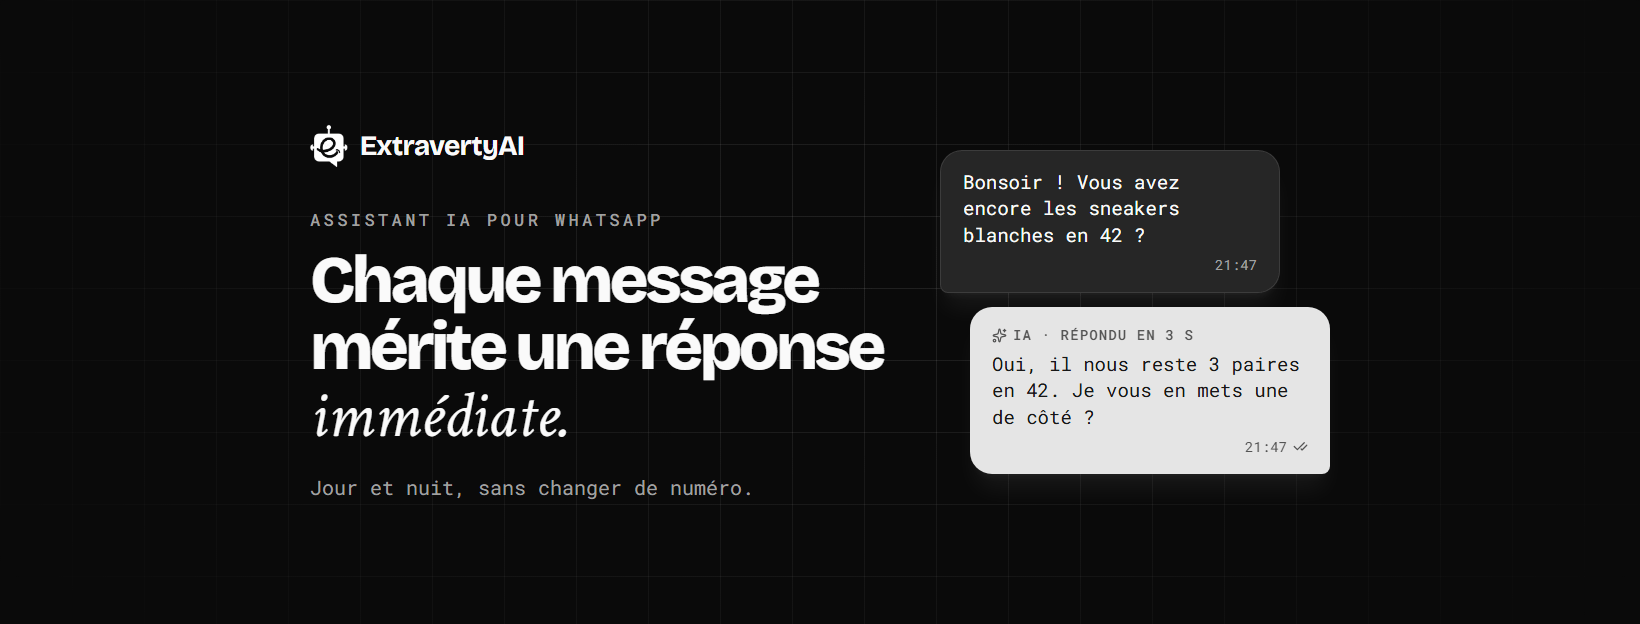 ExtravertyAI
ASSISTANT IA POUR WHATSAPP
Chaque message
mérite une réponse
immédiate.
Jour et nuit, sans changer de numéro.
Bonsoir ! Vous avez
encore les sneakers
blanches en 42 ?
21:47
IA · RÉPONDU EN 3 S
Oui, il nous reste 3 paires
en 42. Je vous en mets une
de côté ?
21:47